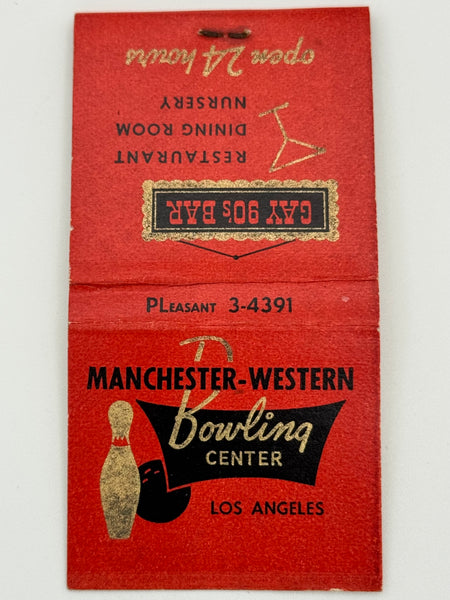 open 24 hours
RESTAURANT
DINING ROOM
NURSERY
GAY 90's BAR
PLEASANT 3-4391
MANCHESTER-WESTERN
Bowling
CENTER
LOS ANGELES